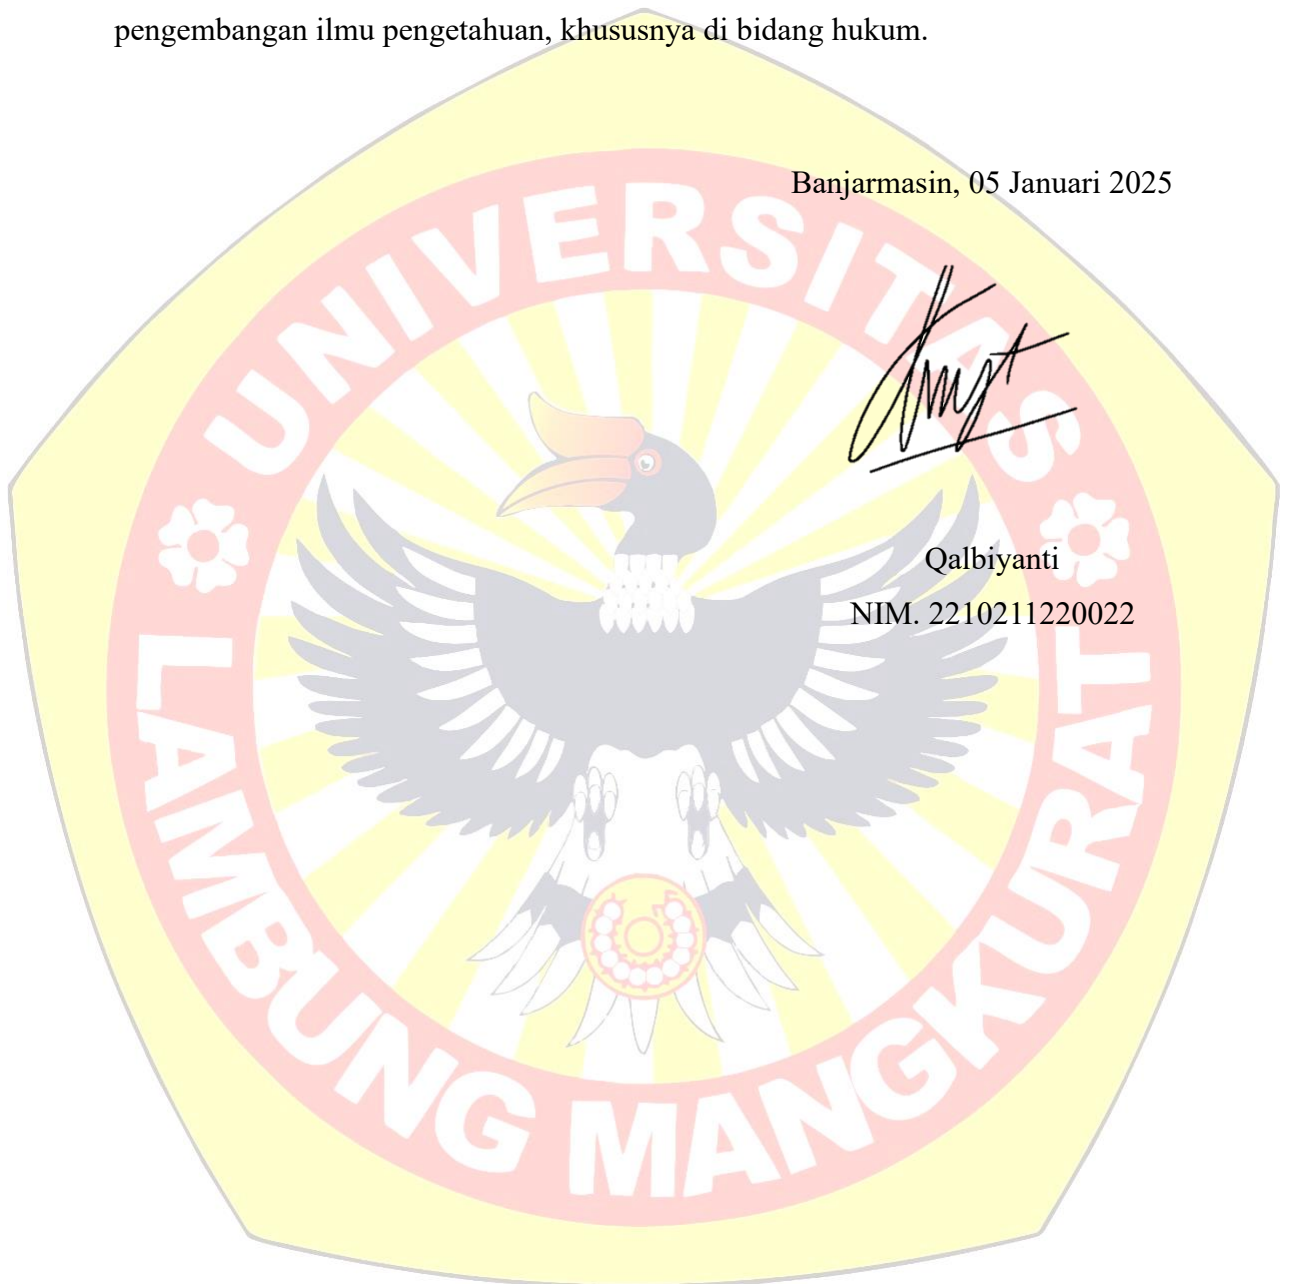 pengembangan ilmu pengetahuan, khususnya di bidang hukum.
Banjarmasin, 05 Januari 2025
UNIVERSITAS
LAMBUNG MANGKURAT
Qalbiyanti
NIM. 2210211220022